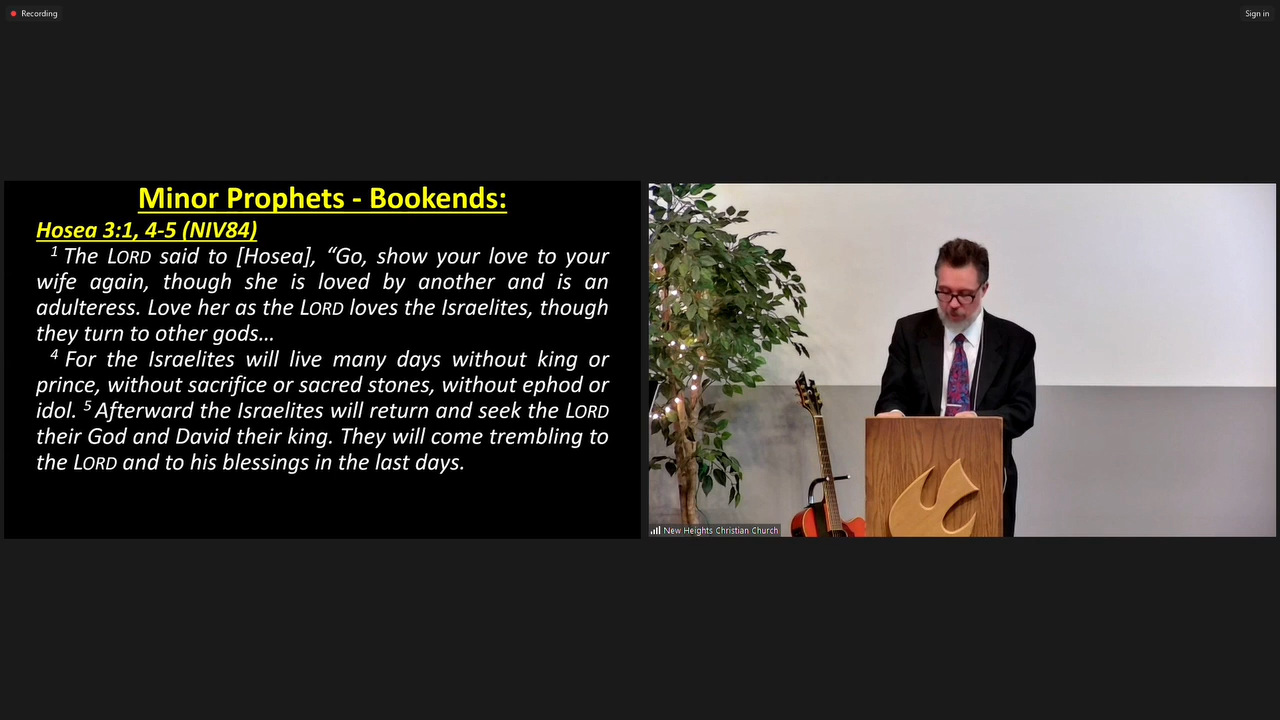 Recording
Sign in
Minor Prophets - Bookends:
Hosea 3:1, 4-5 (NIV84)
1 The LORD said to [Hosea], “Go, show your love to your
wife again, though she is loved by another and is an
adulteress. Love her as the LORD loves the Israelites, though
they turn to other gods…
4 For the Israelites will live many days without king or
prince, without sacrifice or sacred stones, without ephod or
idol. 5 Afterward the Israelites will return and seek the LORD
their God and David their king. They will come trembling to
the LORD and to his blessings in the last days.
New Heights Christian Church